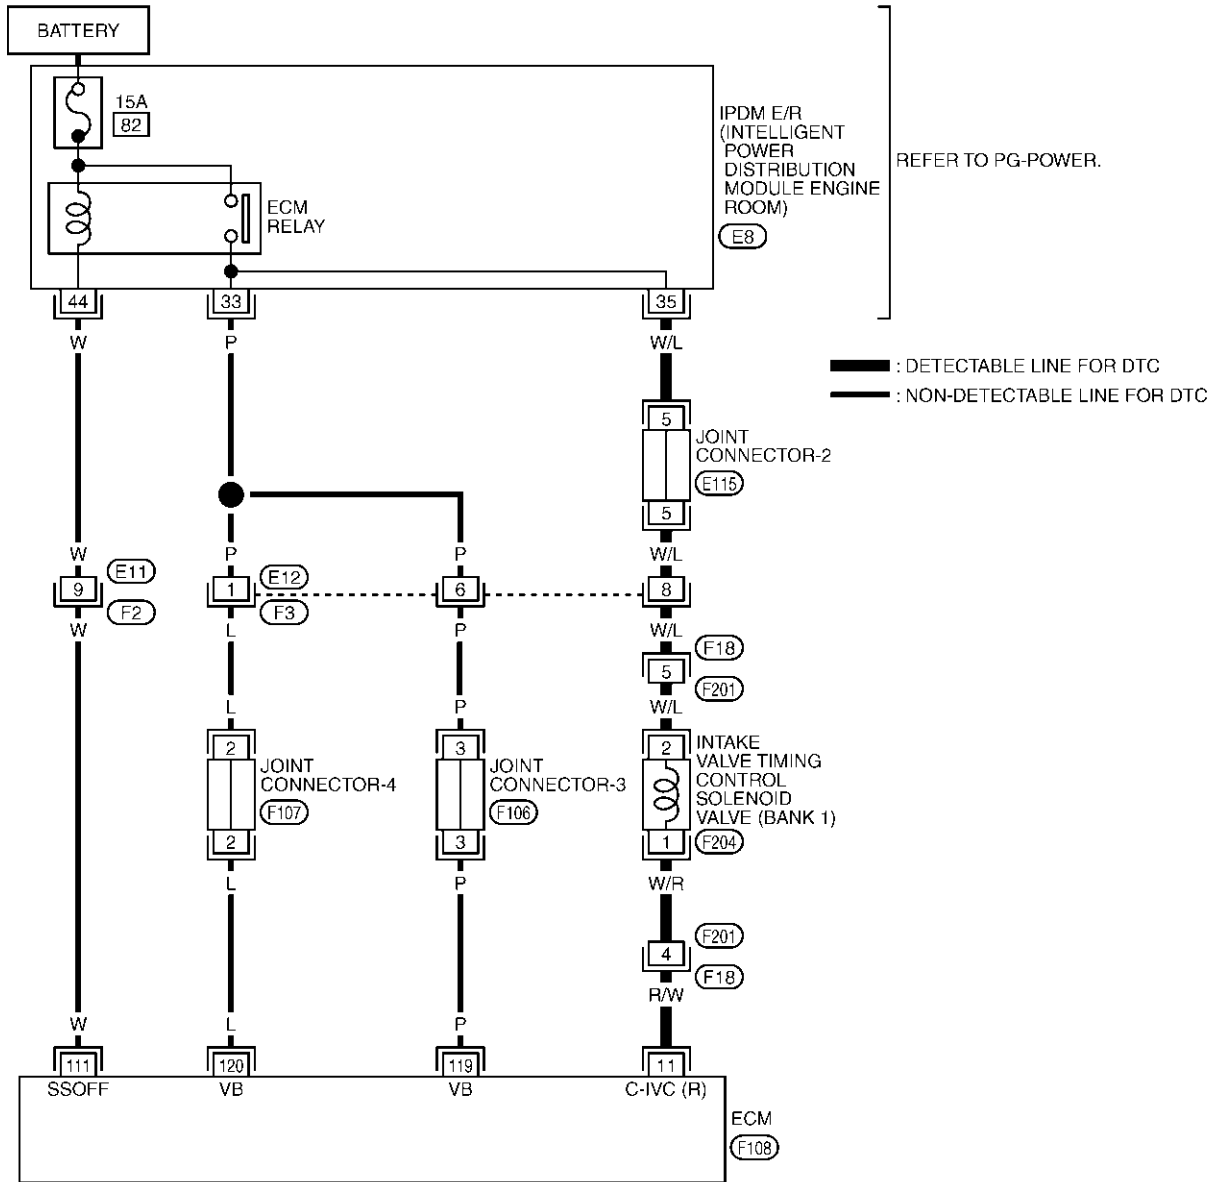 BATTERY
15A
82
ECM
RELAY
IPDM E/R
(INTELLIGENT
POWER
DISTRIBUTION
MODULE ENGINE
ROOM)
E8
REFER TO PG-POWER.
44
33
35
W
P
W/L
: DETECTABLE LINE FOR DTC
: NON-DETECTABLE LINE FOR DTC
5
JOINT
CONNECTOR-2
E115
5
W
P
P
W/L
9
E11
F2
1
E12
F3
6
8
W
L
P
W/L
F18
5
F201
L
P
W/L
2
JOINT
CONNECTOR-4
F107
2
3
JOINT
CONNECTOR-3
F106
3
2
INTAKE
VALVE TIMING
CONTROL
SOLENOID
VALVE (BANK 1)
1
F204
L
P
W/R
F201
4
F18
R/W
W
L
P
111
120
119
11
SSOFF
VB
VB
C-IVC (R)
ECM
F108